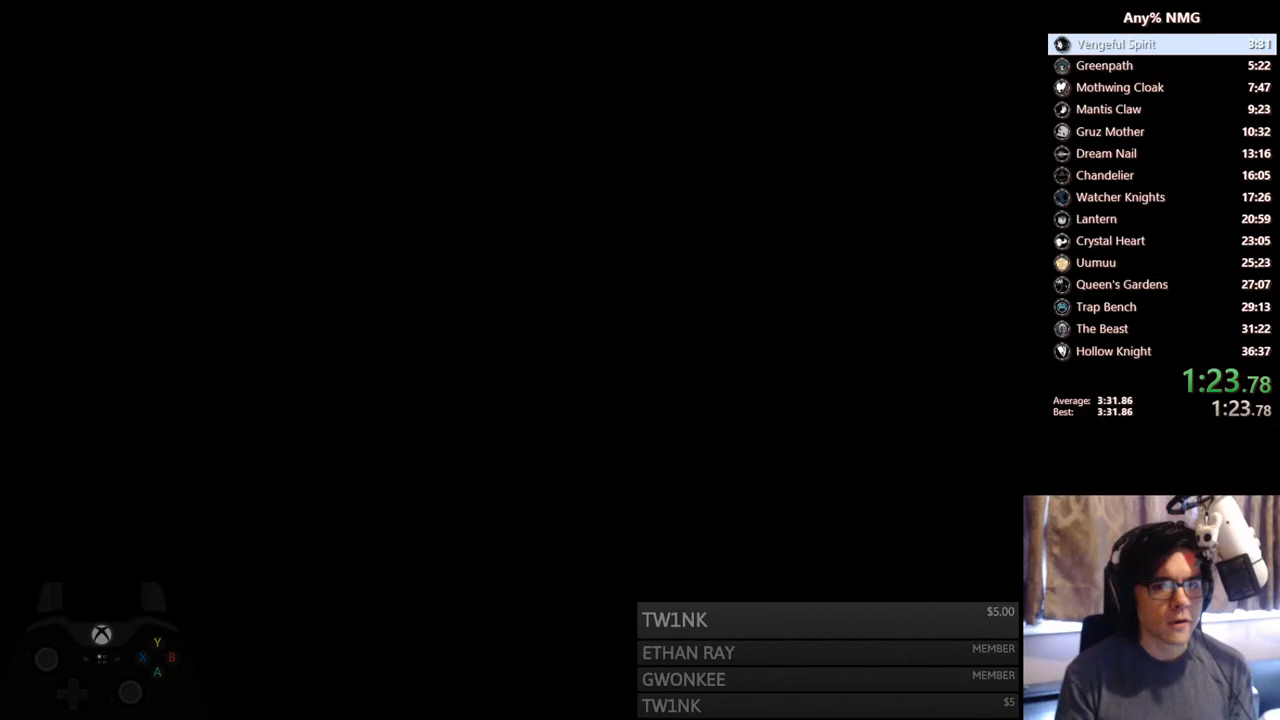 Any% NMG
Vengeful Spirit 3:31
Greenpath 5:22
Mothwing Cloak 7:47
Mantis Claw 9:23
Gruz Mother 10:32
Dream Nail 13:16
Chandelier 16:05
Watcher Knights 17:26
Lantern 20:59
Crystal Heart 23:05
Uumuu 25:23
Queen's Gardens 27:07
Trap Bench 29:13
The Beast 31:22
Hollow Knight 36:37
1:23.78
Average: 3:31.86
Best: 3:31.86
1:23.78
TW1NK $5.00
ETHAN RAY MEMBER
GWONKEE MEMBER
TW1NK $5
Y
X B
A